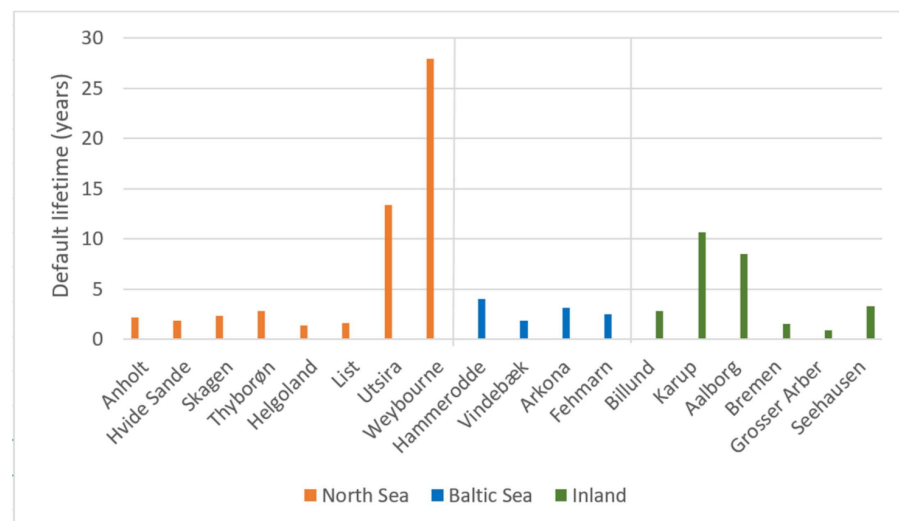 Default lifetime (years)
30
25
20
15
10
5
0
Anholt
Hvide Sande
Skagen
Thyborøn
Helgoland
List
Utsira
Weybourne
Hammerodde
Vindebæk
Arkona
Fehmarn
Billund
Karup
Aalborg
Bremen
Grosser Arber
Seehausen
North Sea Baltic Sea Inland